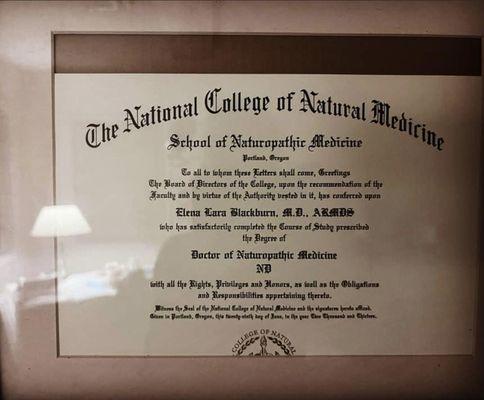 The National College of Natural Medicine
School of Naturopathic Medicine
Portland, Oregon
To all to whom these Letters shall come, Greetings
The Board of Directors of the College, upon the recommendation of the
Faculty and by virtue of the Authority vested in it, has conferred upon
Elena Lara Blackburn, M.D., ARMDS
who has satisfactorily completed the Course of Study prescribed
the Degree of
Doctor of Naturopathic Medicine
ND
with all the Rights, Privileges and Honors, as well as the Obligations
and Responsibilities appertaining thereto.
Witness the Seal of the National College of Natural Medicine and the signatures hereto affixed.
Given in Portland, Oregon, this twenty-ninth day of June, in the year Two Thousand and Thirteen.
COLLEGE OF NATURAL